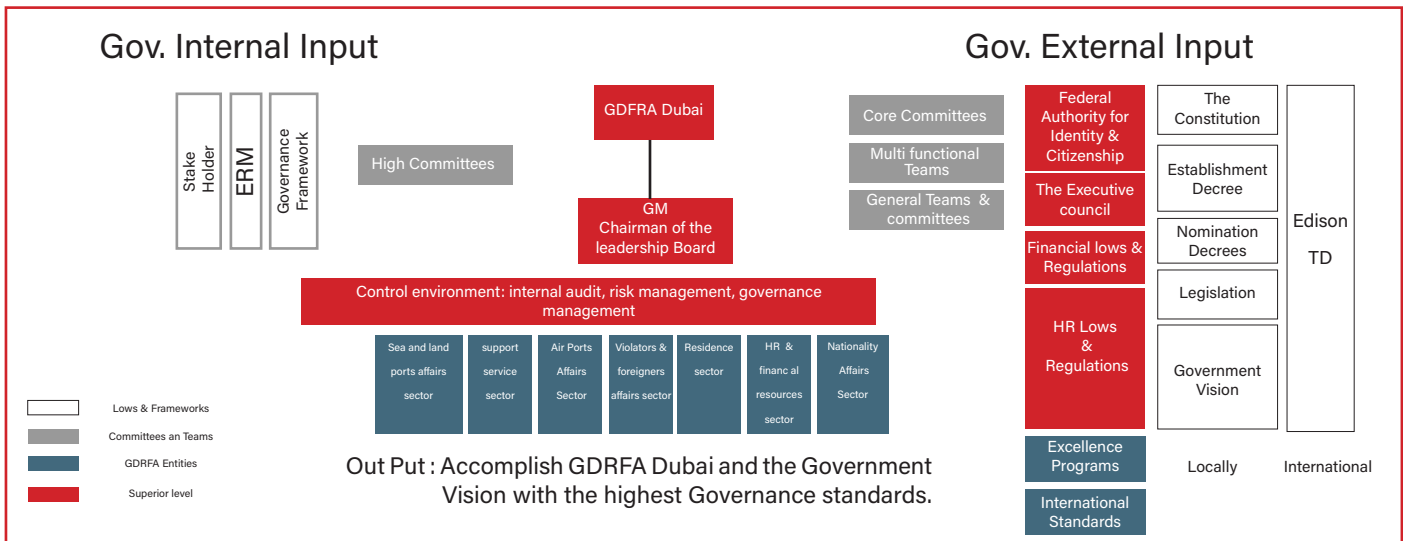 Gov. Internal Input
Gov. External Input
Stake
Holder
ERM
Governance
Framework
High Committees
GDFRA Dubai
GM
Chairman of the
leadership Board
Control environment: internal audit, risk management, governance
management
Sea and land
ports affairs
sector
support
service
sector
Air Ports
Affairs
Sector
Violators &
foreigners
affairs sector
Residence
sector
HR &
financ al
resources
sector
Nationality
Affairs
Sector
Core Committees
Multi functional
Teams
General Teams &
committees
Federal
Authority for
Identity &
Citizenship
The Executive
council
Financial lows &
Regulations
HR Lows
&
Regulations
Excellence
Programs
International
Standards
The
Constitution
Establishment
Decree
Nomination
Decrees
Legislation
Government
Vision
Locally
Edison
TD
International
Lows & Frameworks
Committees an Teams
GDRFA Entities
Superior level
Out Put : Accomplish GDRFA Dubai and the Government
Vision with the highest Governance standards.